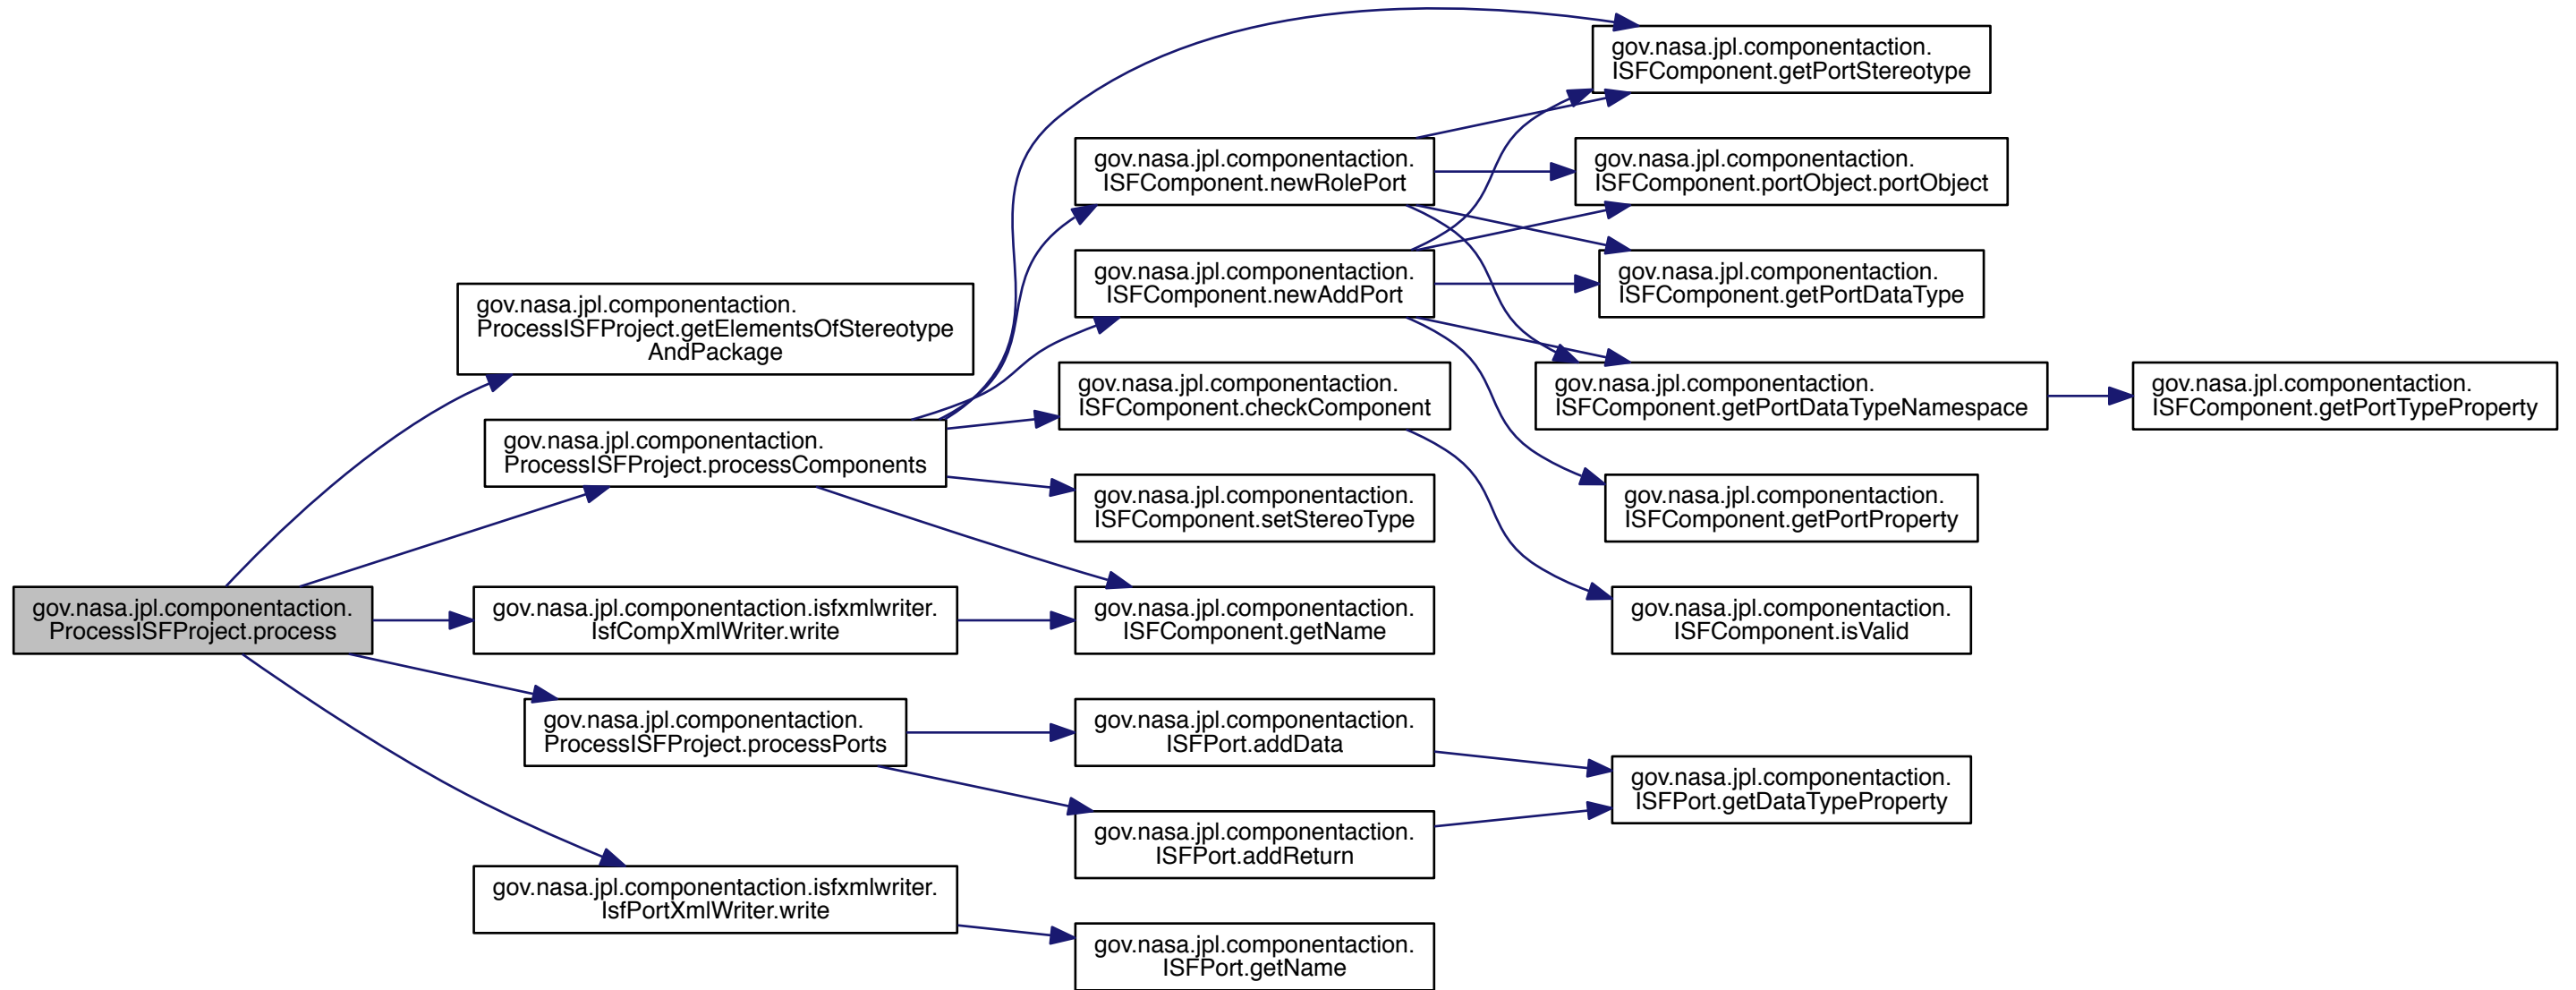 gov.nasa.jpl.componentaction.
ProcessISFProject.process
gov.nasa.jpl.componentaction.
ProcessISFProject.getElementsOfStereotype
AndPackage
gov.nasa.jpl.componentaction.
ProcessISFProject.processComponents
gov.nasa.jpl.componentaction.isfxmlwriter.
IsfCompXmlWriter.write
gov.nasa.jpl.componentaction.
ProcessISFProject.processPorts
gov.nasa.jpl.componentaction.isfxmlwriter.
IsfPortXmlWriter.write
gov.nasa.jpl.componentaction.
ISFComponent.newRolePort
gov.nasa.jpl.componentaction.
ISFComponent.newAddPort
gov.nasa.jpl.componentaction.
ISFComponent.checkComponent
gov.nasa.jpl.componentaction.
ISFComponent.setStereoType
gov.nasa.jpl.componentaction.
ISFComponent.getName
gov.nasa.jpl.componentaction.
ISFPort.addData
gov.nasa.jpl.componentaction.
ISFPort.addReturn
gov.nasa.jpl.componentaction.
ISFPort.getName
gov.nasa.jpl.componentaction.
ISFComponent.getPortStereotype
gov.nasa.jpl.componentaction.
ISFComponent.portObject.portObject
gov.nasa.jpl.componentaction.
ISFComponent.getPortDataType
gov.nasa.jpl.componentaction.
ISFComponent.getPortDataTypeNamespace
gov.nasa.jpl.componentaction.
ISFComponent.getPortProperty
gov.nasa.jpl.componentaction.
ISFComponent.isValid
gov.nasa.jpl.componentaction.
ISFPort.getDataTypeProperty
gov.nasa.jpl.componentaction.
ISFComponent.getPortTypeProperty